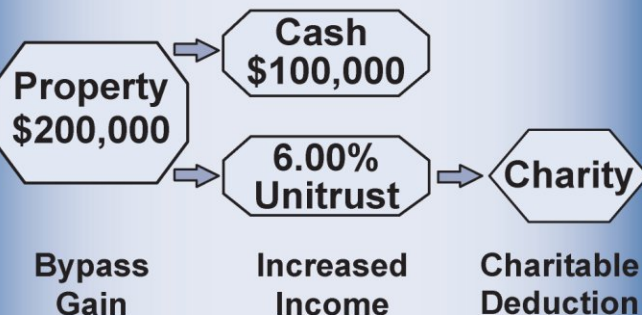 Property
$200,000
Cash
$100,000
6.00%
Unitrust
Charity
Bypass
Gain
Increased
Income
Charitable
Deduction